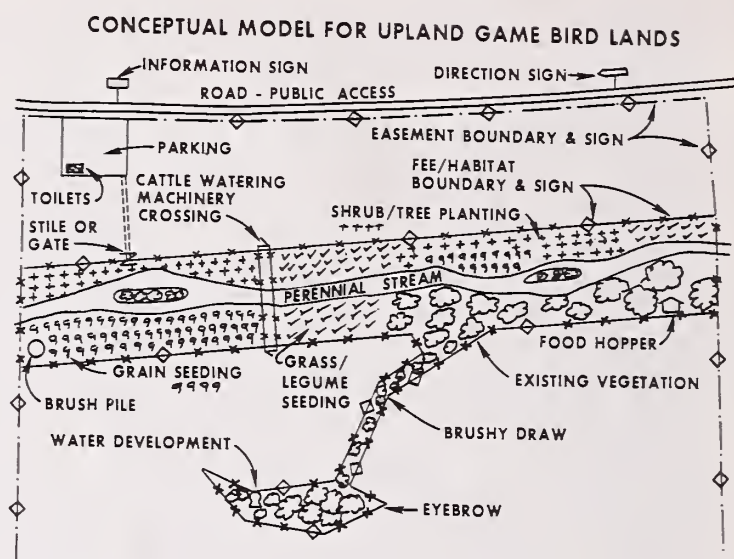 CONCEPTUAL MODEL FOR UPLAND GAME BIRD LANDS
INFORMATION SIGN
DIRECTION SIGN
ROAD - PUBLIC ACCESS
EASEMENT BOUNDARY & SIGN
PARKING
FEE/HABITAT
BOUNDARY & SIGN
TOILETS
CATTLE WATERING
MACHINERY
CROSSING
SHRUB/TREE PLANTING
STILE OR
GATE
PERENNIAL STREAM
FOOD HOPPER
GRAIN SEEDING
GRASS/
LEGUME
SEEDING
EXISTING VEGETATION
BRUSH PILE
BRUSHY DRAW
WATER DEVELOPMENT
EYEBROW